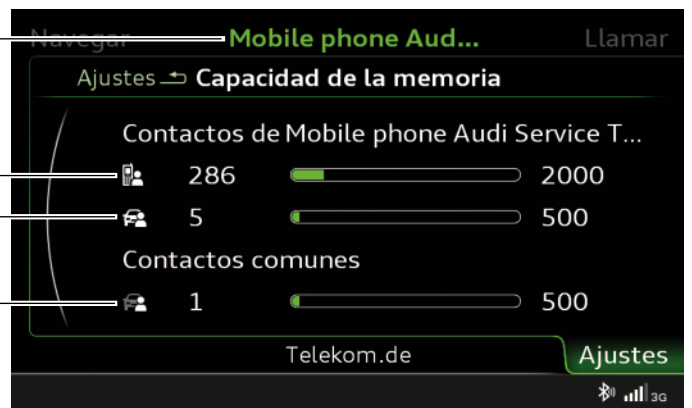 Navegar Mobile phone Aud... Llamar
Ajustes Capacidad de la memoria
Contactos de Mobile phone Audi Service T...
286 2000
5 500
Contactos comunes
1 500
Telekom.de Ajustes
3G